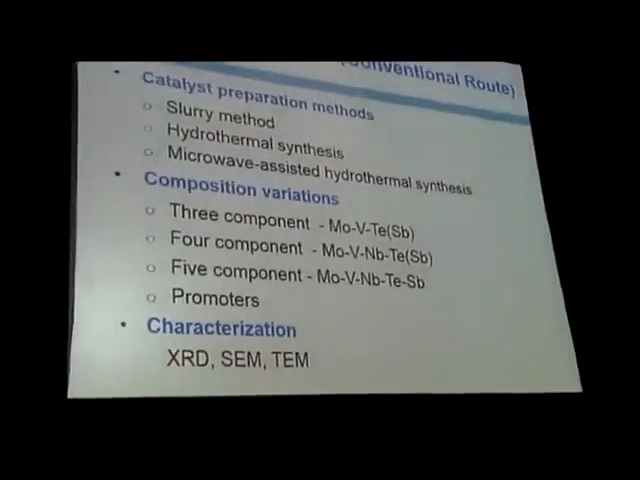 (Conventional Route)
• Catalyst preparation methods
o Slurry method
o Hydrothermal synthesis
o Microwave-assisted hydrothermal synthesis
• Composition variations
o Three component - Mo-V-Te(Sb)
o Four component - Mo-V-Nb-Te(Sb)
o Five component - Mo-V-Nb-Te-Sb
o Promoters
• Characterization
XRD, SEM, TEM